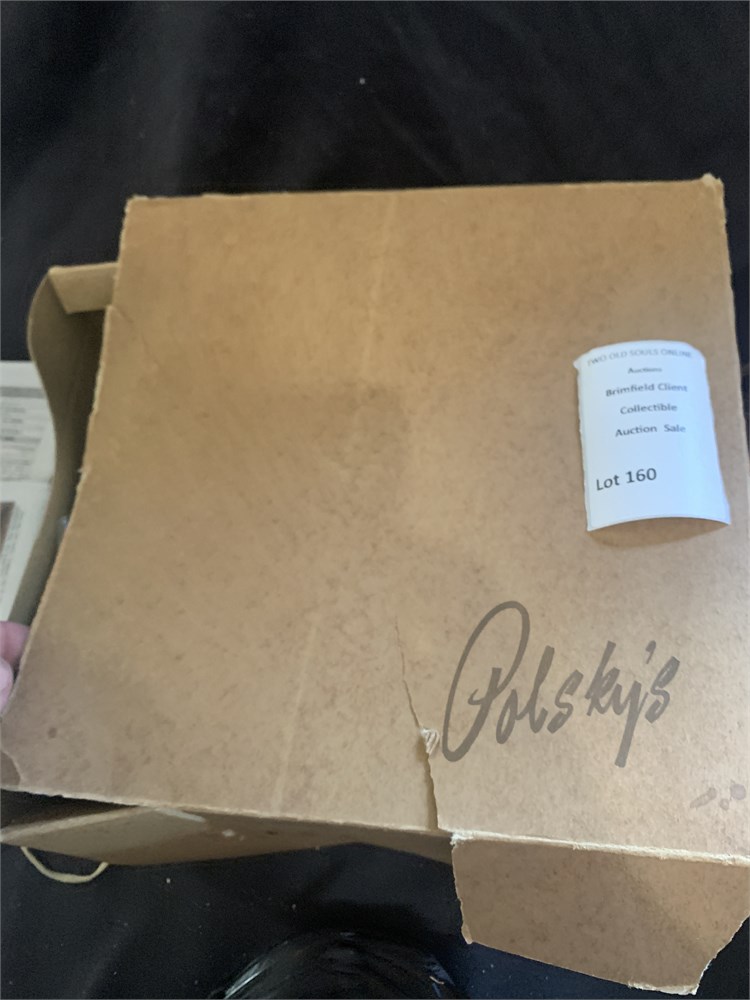 TWO OLD SOULS ONLINE
Auctions
Brimfield Client
Collectible
Auction Sale
Lot 160
Polsky's